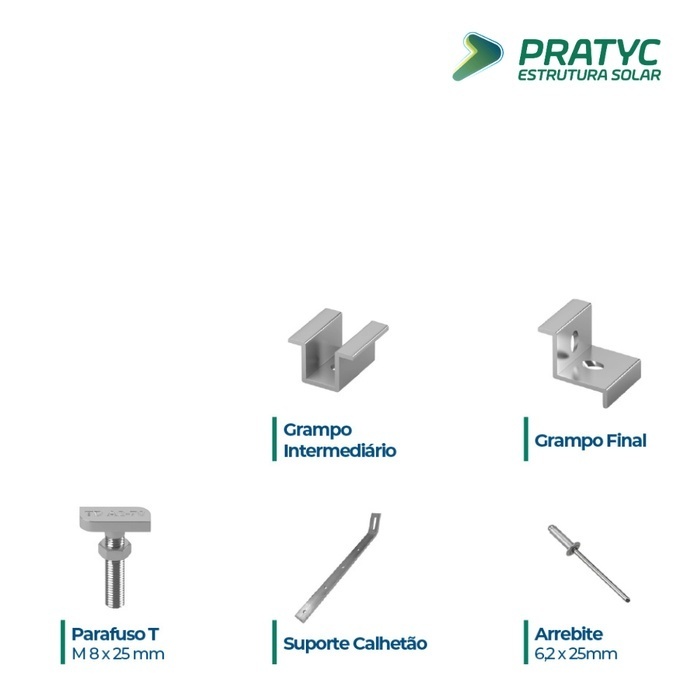 PRATYC
ESTRUTURA SOLAR
Grampo
Intermediário
Grampo Final
Parafuso T
M 8 x 25 mm
Suporte Calhetão
Arrebite
6,2 x 25mm